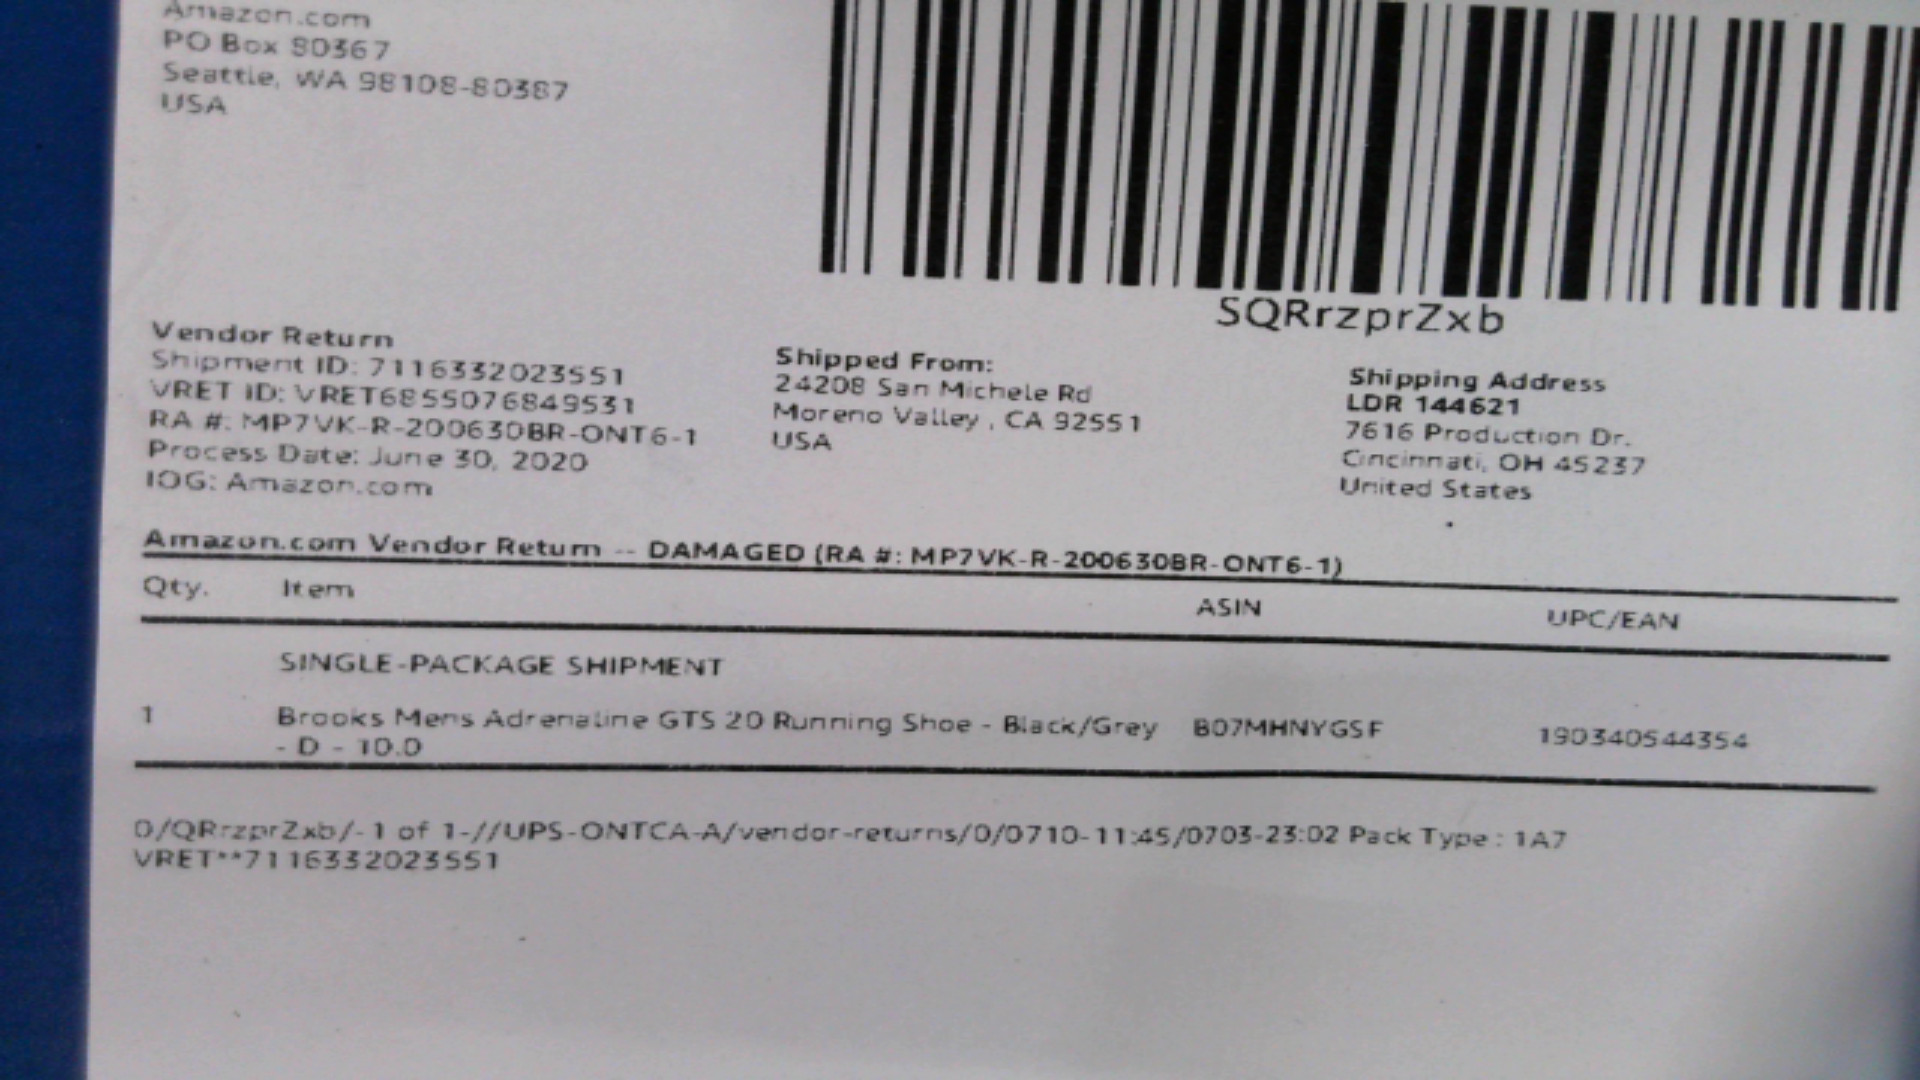 Amazon.com
PO Box 80367
Seattle, WA 98108-80387
USA
SQRrzprZxb
Vendor Return
Shipment ID: 7116332023551
VRET ID: VRET6855076849531
RA #: MP7VK-R-200630BR-ONT6-1
Process Date: June 30, 2020
IOG: Amazon.com
Shipped From:
24208 San Michele Rd
Moreno Valley , CA 92551
USA
Shipping Address
LDR 144621
7616 Production Dr.
Cincinnati, OH 45237
United States
Amazon.com Vendor Return -- DAMAGED (RA #: MP7VK-R-200630BR-ONT6-1)
Qty. Item ASIN UPC/EAN
SINGLE-PACKAGE SHIPMENT
1 Brooks Mens Adrenaline GTS 20 Running Shoe - Black/Grey B07MHNYGSF 190340544354
- D - 10.0
0/QRrzprZxb/-1 of 1-//UPS-ONTCA-A/vendor-returns/0/0710-11:45/0703-23:02 Pack Type : 1A7
VRET**7116332023551